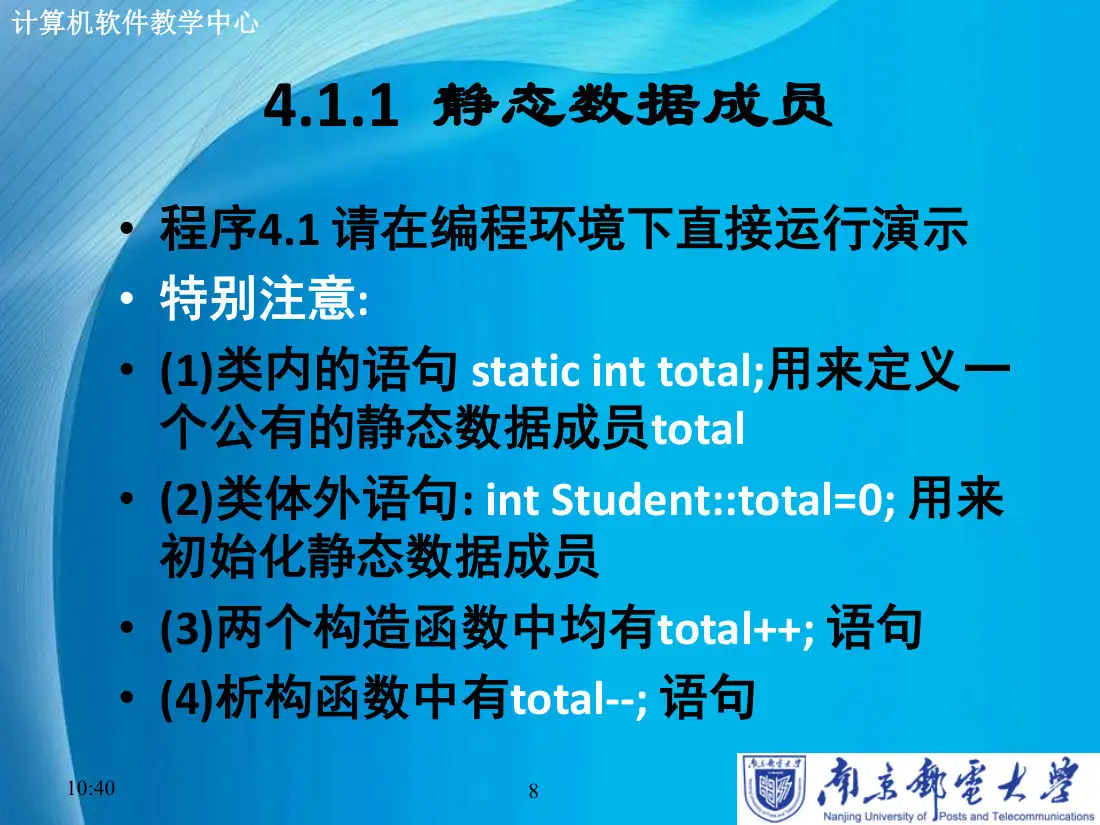 计算机软件教学中心
4.1.1 静态数据成员
• 程序4.1 请在编程环境下直接运行演示
• 特别注意:
• (1)类内的语句 static int total;用来定义一
个公有的静态数据成员total
• (2)类体外语句: int Student::total=0; 用来
初始化静态数据成员
• (3)两个构造函数中均有total++; 语句
• (4)析构函数中有total--; 语句
10:40
8
南京邮电大学
南京郵電大學
Nanjing University of Posts and Telecommunications